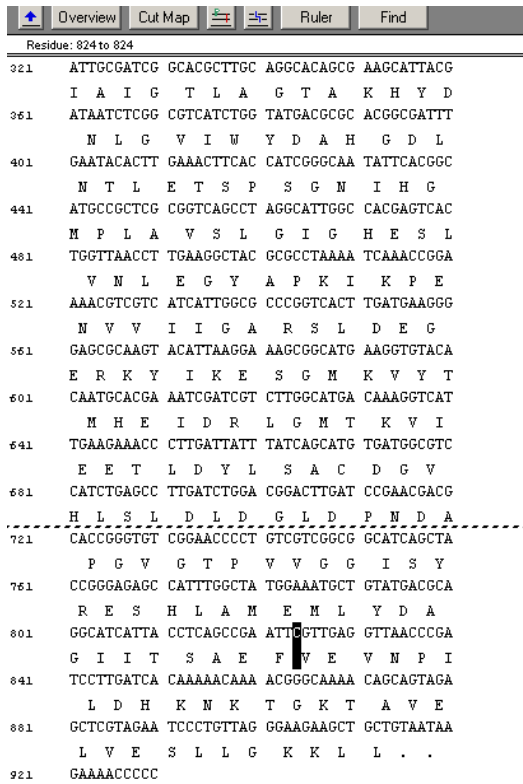 Overview Cut Map Ruler Find
Residue: 824 to 824
321 ATTGCGATCG GCACGCTTGC AGGCACAGCG AAGCATTACG
I A I G T L A G T A K H Y D
361 ATAATCTCGG CGTCATCTGG TATGACGCGC ACGGCGATTT
N L G V I W Y D A H G D L
401 GAATACACTT GAAACTTCAC CATCGGGCAA TATTCACGGC
N T L E T S P S G N I H G
441 ATGCCGCTCG CGGTCAGCCT AGGCATTGGC CACGAGTCAC
M P L A V S L G I G H E S L
481 TGGTTAACCT TGAAGGCTAC GCGCCTAAAA TCAAACCGGA
V N L E G Y A P K I K P E
521 AAACGTCGTC ATCATTGGCG CCCGGTCACT TGATGAAGGG
N V V I I G A R S L D E G
561 GAGCGCAAGT ACATTAAGGA AAGCGGCATG AAGGTGTACA
E R K Y I K E S G M K V Y T
601 CAATGCACGA AATCGATCGT CTTGGCATGA CAAAGGTCAT
M H E I D R L G M T K V I
641 TGAAGAAACC CTTGATTATT TATCAGCATG TGATGGCGTC
E E T L D Y L S A C D G V
681 CATCTGAGCC TTGATCTGGA CGGACTTGAT CCGAACGACG
H L S L D L D G L D P N D A
721 CACCGGGTGT CGGAACCCCT GTCGTCGGCG GCATCAGCTA
P G V G T P V V G G I S Y
761 CCGGGAGAGC CATTTGGCTA TGGAAATGCT GTATGACGCA
R E S H L A M E M L Y D A
801 GGCATCATTA CCTCAGCCGA ATTCGTTGAG GTTAACCCGA
G I I T S A E F V E V N P I
841 TCCTTGATCA CAAAAACAAA ACGGGCAAAA CAGCAGTAGA
L D H K N K T G K T A V E
881 GCTCGTAGAA TCCCTGTTAG GGAAGAAGCT GCTGTAATAA
L V E S L L G K K L L . .
921 GAAAACCCCC